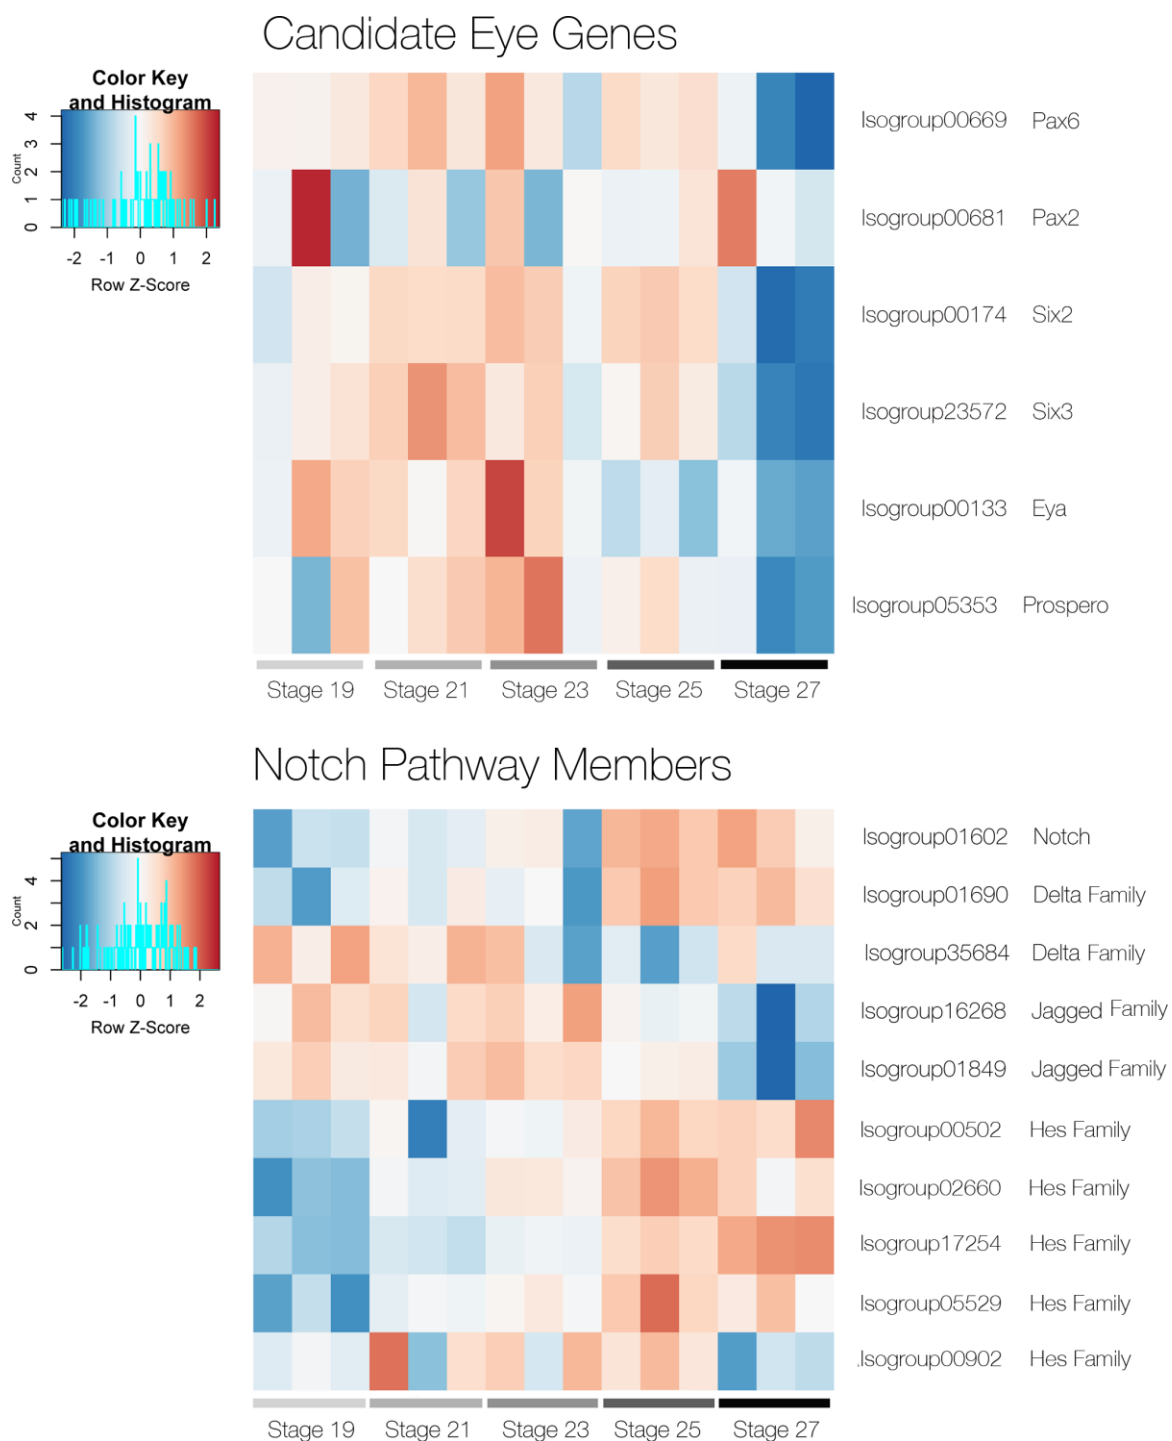 Candidate Eye Genes
Color Key
and Histogram
Count
0 1 2 3 4
-2 -1 0 1 2
Row Z-Score
Isogroup00669 Pax6
Isogroup00681 Pax2
Isogroup00174 Six2
Isogroup23572 Six3
Isogroup00133 Eya
Isogroup05353 Prospero
Stage 19 Stage 21 Stage 23 Stage 25 Stage 27
Notch Pathway Members
Color Key
and Histogram
Count
0 2 4
-2 -1 0 1 2
Row Z-Score
Isogroup01602 Notch
Isogroup01690 Delta Family
Isogroup35684 Delta Family
Isogroup16268 Jagged Family
Isogroup01849 Jagged Family
Isogroup00502 Hes Family
Isogroup02660 Hes Family
Isogroup17254 Hes Family
Isogroup05529 Hes Family
.Isogroup00902 Hes Family
Stage 19 Stage 21 Stage 23 Stage 25 Stage 27